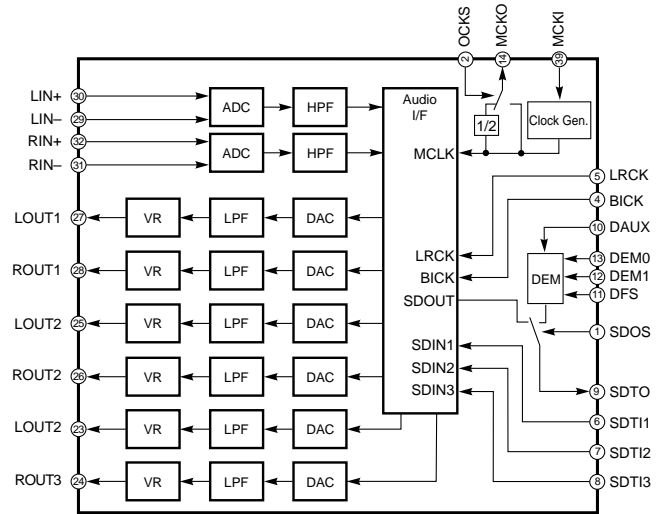 OCKS
MCKO
MCKI
2
14
39
LIN+
30
LIN–
29
RIN+
32
RIN–
31
ADC
HPF
ADC
HPF
Audio
I/F
1/2
Clock Gen.
MCLK
5
LRCK
4
BICK
10
DAUX
13
DEM0
12
DEM1
11
DFS
DEM
1
SDOS
9
SDTO
6
SDTI1
7
SDTI2
8
SDTI3
LRCK
BICK
SDOUT
SDIN1
SDIN2
SDIN3
LOUT1
27
VR
LPF
DAC
ROUT1
28
VR
LPF
DAC
LOUT2
25
VR
LPF
DAC
ROUT2
26
VR
LPF
DAC
LOUT2
23
VR
LPF
DAC
ROUT3
24
VR
LPF
DAC